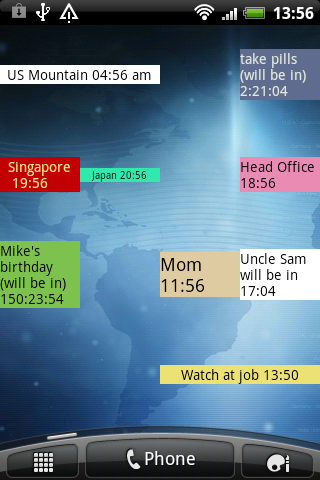 13:56
take pills
(will be in)
2:21:04
US Mountain 04:56 am
Singapore
19:56
Japan 20:56
Head Office
18:56
Mike's
birthday
(will be in)
150:23:54
Mom
11:56
Uncle Sam
will be in
17:04
Watch at job 13:50
Phone